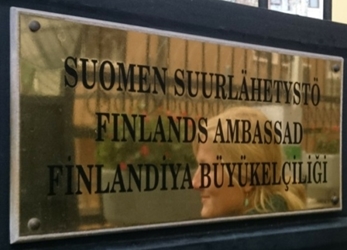 SUOMEN SUURLÄHETYSTÖ
FINLANDS AMBASSAD
FİNLANDİYA BÜYÜKELÇİLİĞİ